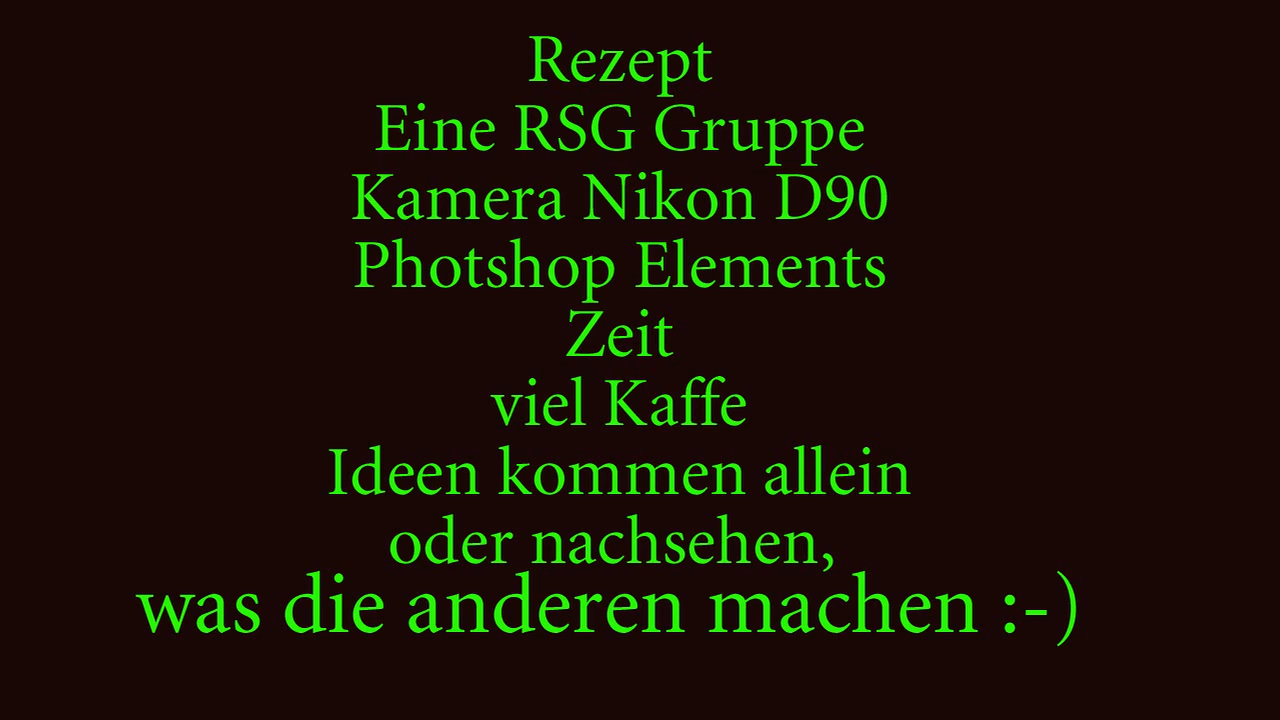 Rezept
Eine RSG Gruppe
Kamera Nikon D90
Photshop Elements
Zeit
viel Kaffe
Ideen kommen allein
oder nachsehen,
was die anderen machen :-)